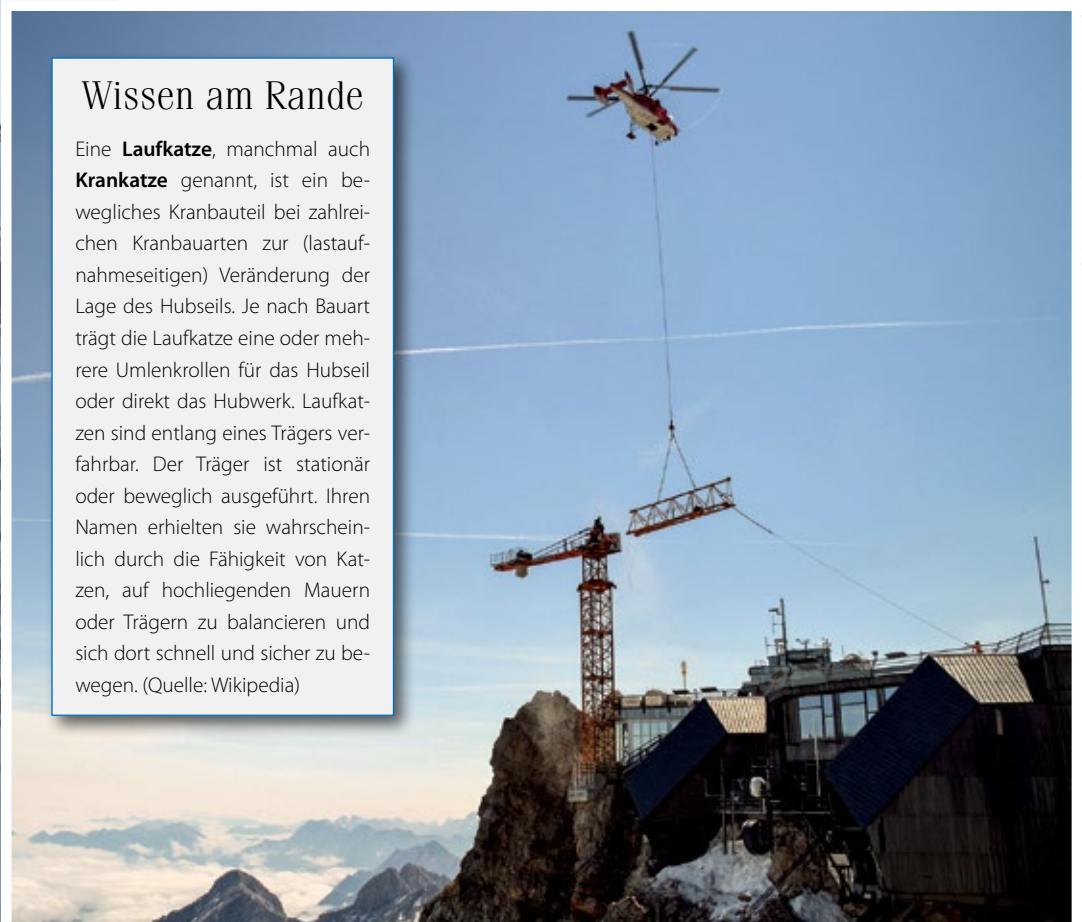 Wissen am Rande
Eine Laufkatze, manchmal auch
Krankatze genannt, ist ein be-
wegliches Kranbauteil bei zahlrei-
chen Kranbauarten zur (lastauf-
nahmeseitigen) Veränderung der
Lage des Hubseils. Je nach Bauart
trägt die Laufkatze eine oder meh-
rere Umlenkrollen für das Hubseil
oder direkt das Hubwerk. Laufkat-
zen sind entlang eines Trägers ver-
fahrbar. Der Träger ist stationär
oder beweglich ausgeführt. Ihren
Namen erhielten sie wahrschein-
lich durch die Fähigkeit von Kat-
zen, auf hochliegenden Mauern
oder Trägern zu balancieren und
sich dort schnell und sicher zu be-
wegen. (Quelle: Wikipedia)